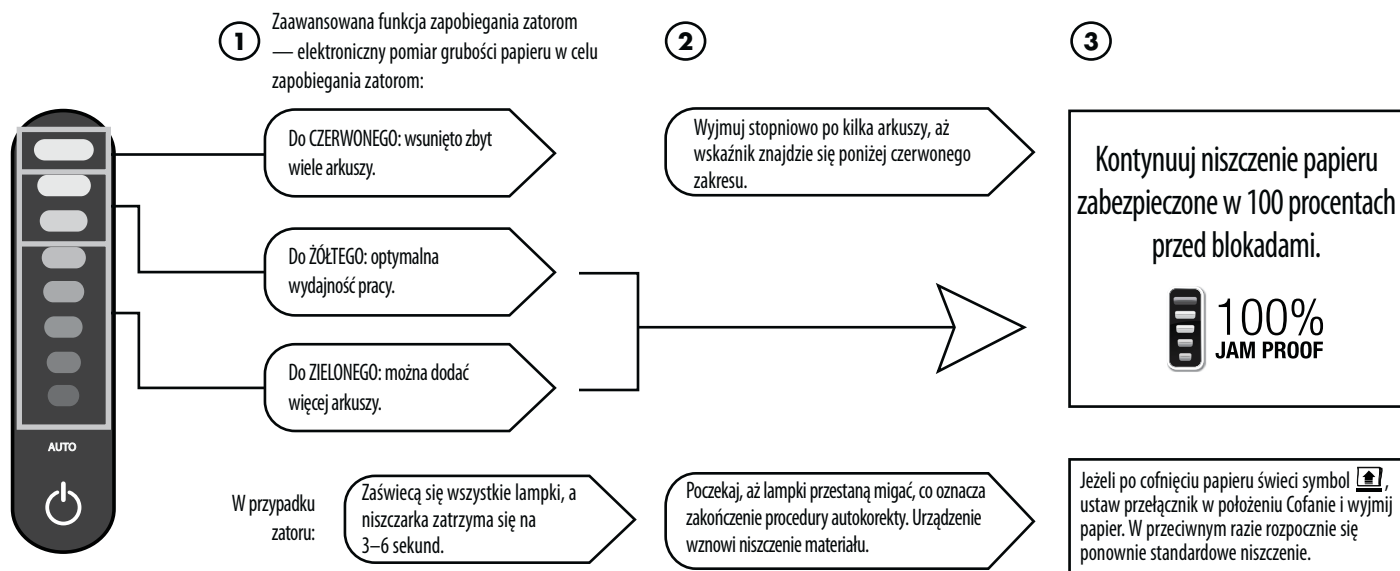 1
Zaawansowana funkcja zapobiegania zatorom
— elektroniczny pomiar grubości papieru w celu
zapobiegania zatorom:
Do CZERWONEGO: wsunięto zbyt
wiele arkuszy.
Do ŻÓŁTEGO: optymalna
wydajność pracy.
Do ZIELONEGO: można dodać
więcej arkuszy.
2
Wyjmuj stopniowo po kilka arkuszy, aż
wskaźnik znajdzie się poniżej czerwonego
zakresu.
3
Kontynuuj niszczenie papieru
zabezpieczone w 100 procentach
przed blokadami.
100%
JAM PROOF
AUTO
W przypadku
zatoru:
Zaświecą się wszystkie lampki, a
niszczarka zatrzyma się na
3–6 sekund.
Poczekaj, aż lampki przestaną migać, co oznacza
zakończenie procedury autokorekty. Urządzenie
wznowi niszczenie materiału.
Jeżeli po cofnięciu papieru świeci symbol ,
ustaw przełącznik w położeniu Cofanie i wyjmij
papier. W przeciwnym razie rozpocznie się
ponownie standardowe niszczenie.